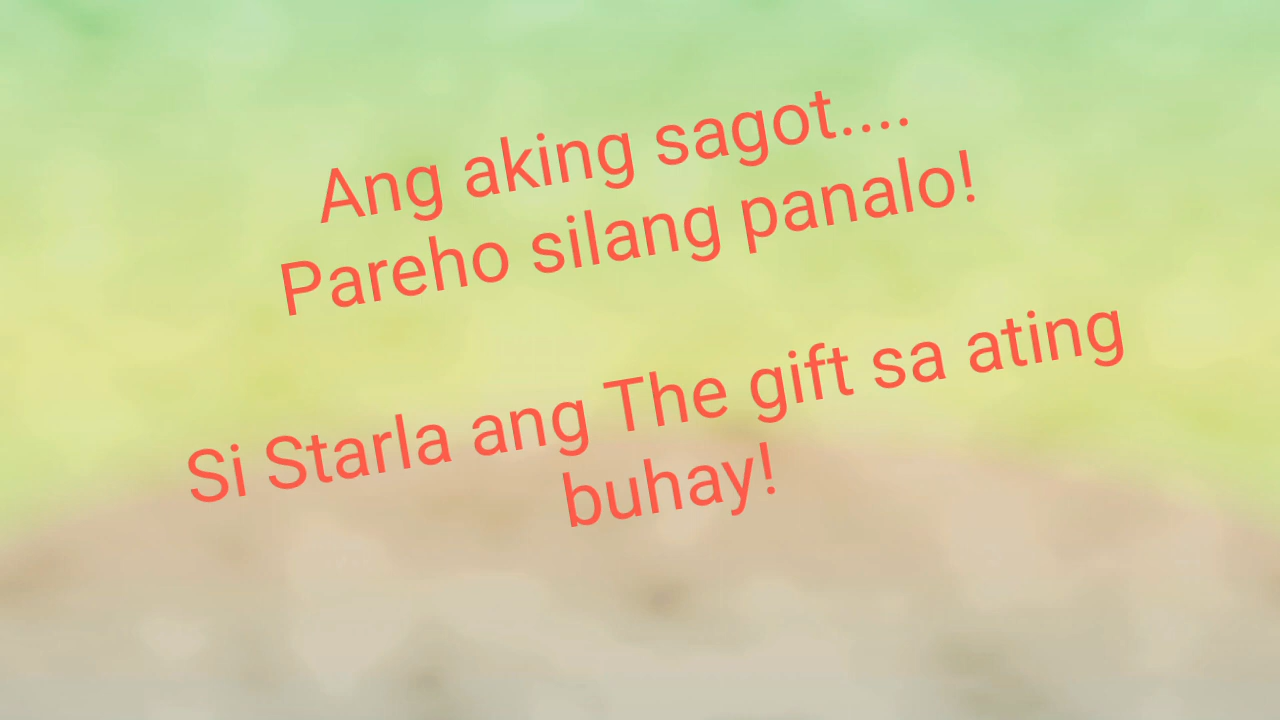 Ang aking sagot....
Pareho silang panalo!
Si Starla ang The gift sa ating
buhay!